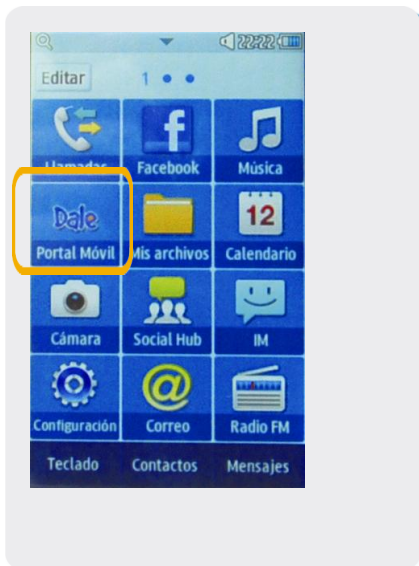 22:22
Editar 1
Llamadas Facebook Música
Dale
12
Portal Móvil Mis archivos Calendario
Cámara Social Hub IM
@
Configuración Correo Radio FM
Teclado Contactos Mensajes